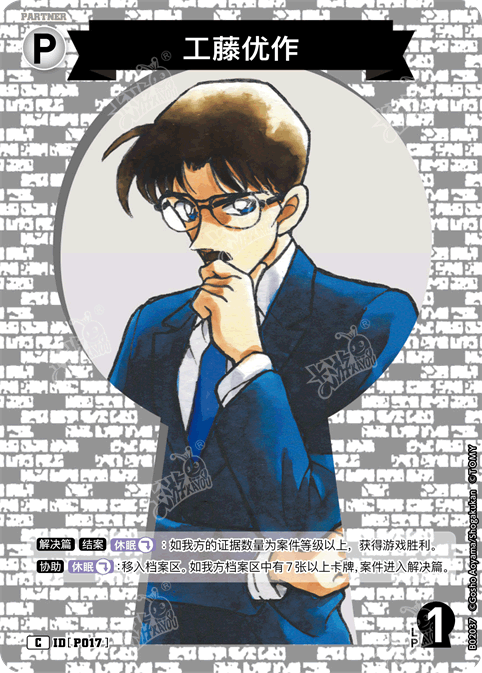 PARTNER
P
工藤优作
解决篇 结案 休眠 ：如我方的证据数量为案件等级以上，获得游戏胜利。
协助 休眠 ：移入档案区。如我方档案区中有7张以上卡牌，案件进入解决篇。
C ID[P017]
LP 1
B02037 ©Gosho Aoyama/Shogakukan ©TOMY